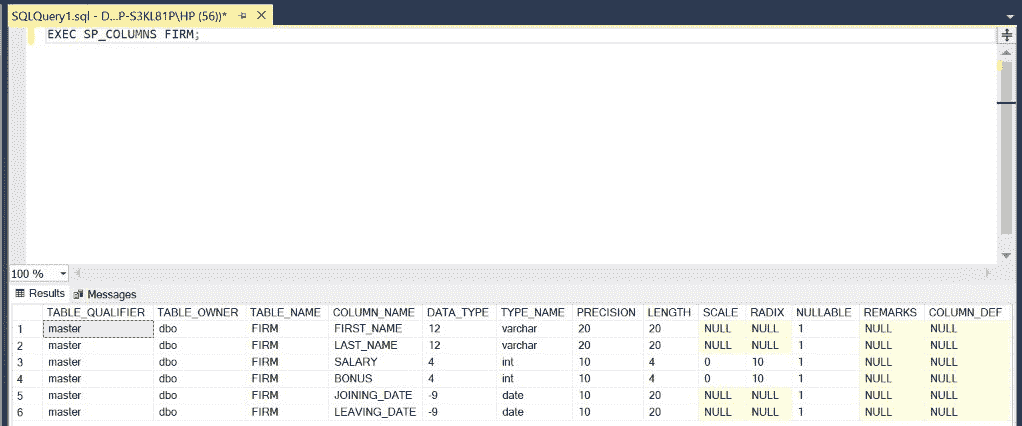 SQLQuery1.sql - D...P-S3KL81P\HP (56))*
EXEC SP_COLUMNS FIRM;
100 %
Results Messages
TABLE_QUALIFIER TABLE_OWNER TABLE_NAME COLUMN_NAME DATA_TYPE TYPE_NAME PRECISION LENGTH SCALE RADIX NULLABLE REMARKS COLUMN_DEF
1 master dbo FIRM FIRST_NAME 12 varchar 20 20 NULL NULL 1 NULL NULL
2 master dbo FIRM LAST_NAME 12 varchar 20 20 NULL NULL 1 NULL NULL
3 master dbo FIRM SALARY 4 int 10 4 0 10 1 NULL NULL
4 master dbo FIRM BONUS 4 int 10 4 0 10 1 NULL NULL
5 master dbo FIRM JOINING_DATE -9 date 10 20 NULL NULL 1 NULL NULL
6 master dbo FIRM LEAVING_DATE -9 date 10 20 NULL NULL 1 NULL NULL